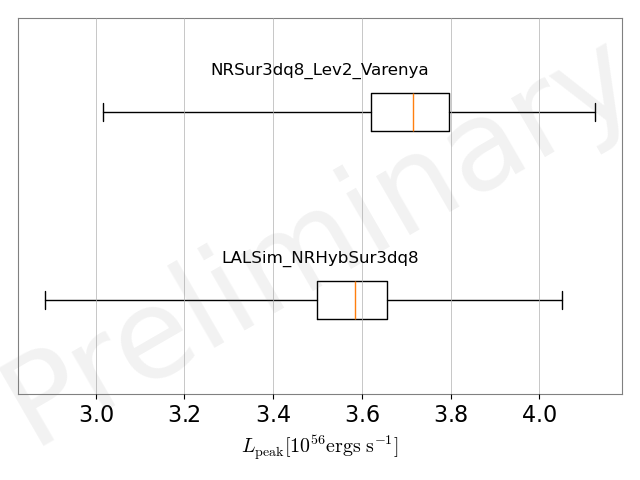 NRSur3dq8_Lev2_Varenya
LALSim_NRHybSur3dq8
Preliminary
3.0 3.2 3.4 3.6 3.8 4.0
L_peak[10^56 ergs s^−1]